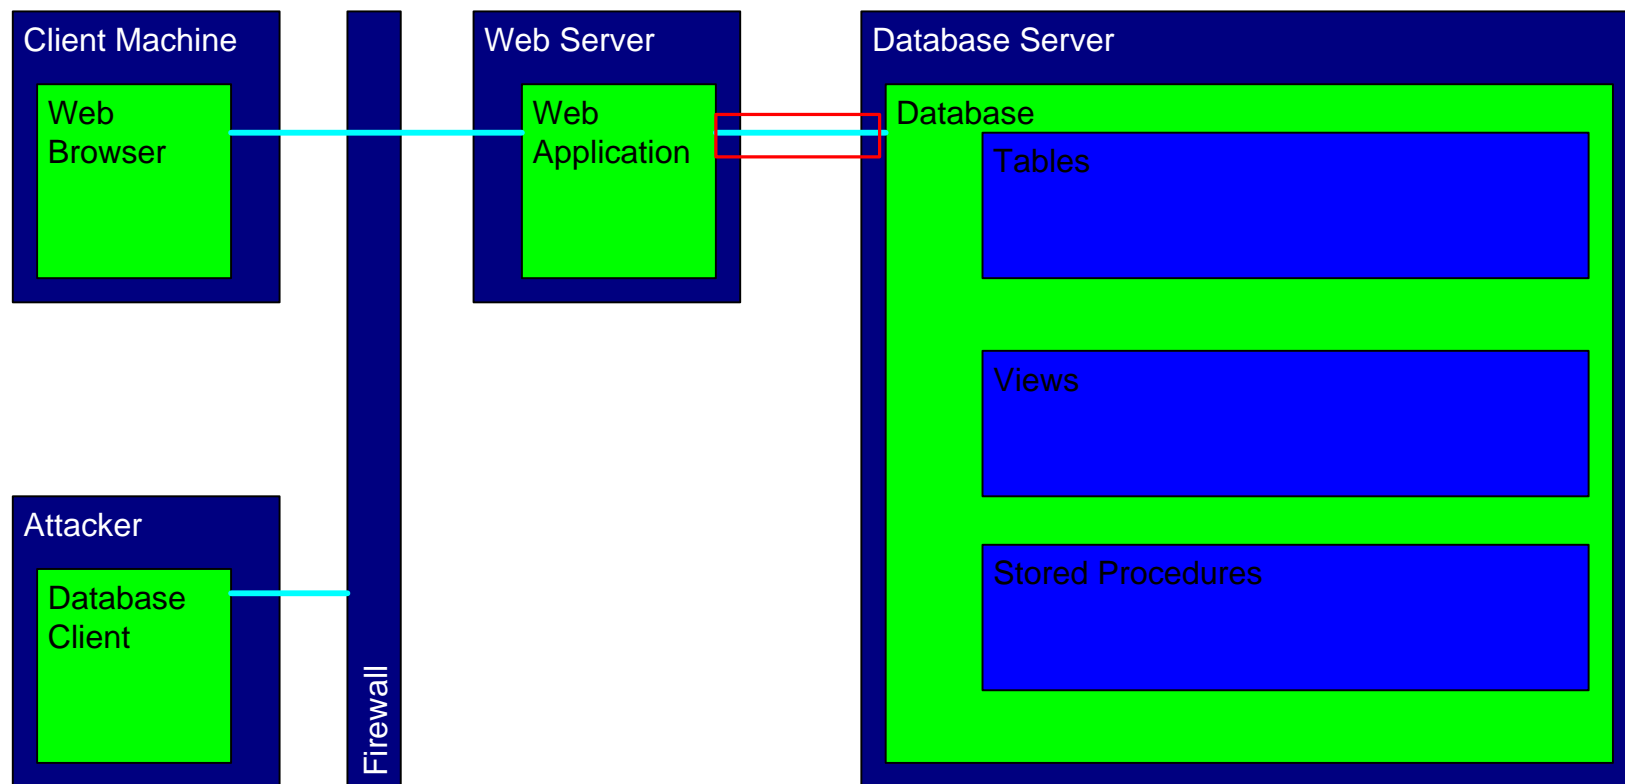 Client Machine
Web
Browser
Web Server
Web
Application
Database Server
Database
Tables
Views
Stored Procedures
Attacker
Database
Client
Firewall